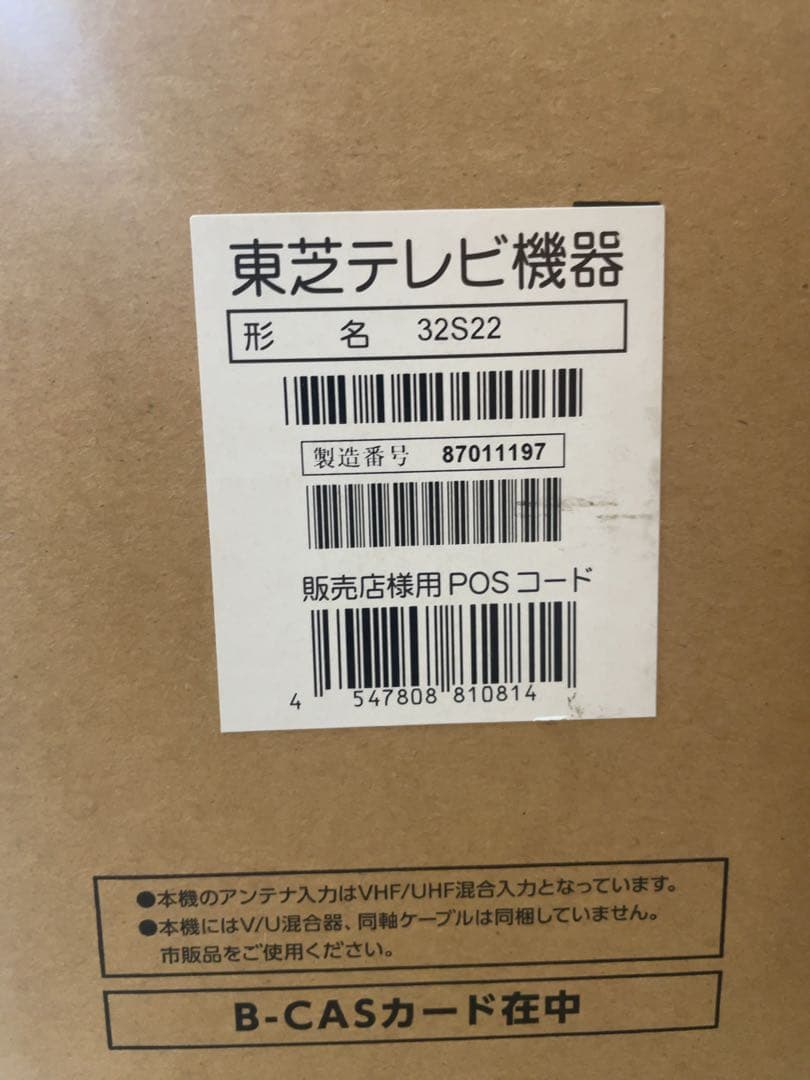 東芝テレビ機器
形 名 32S22
製造番号 87011197
販売店様用POSコード
4 547808 810814
●本機のアンテナ入力はVHF/UHF混合入力となっています。
●本機にはV/U混合器、同軸ケーブルは同梱していません。
市販品をご使用ください。
B-CASカード在中